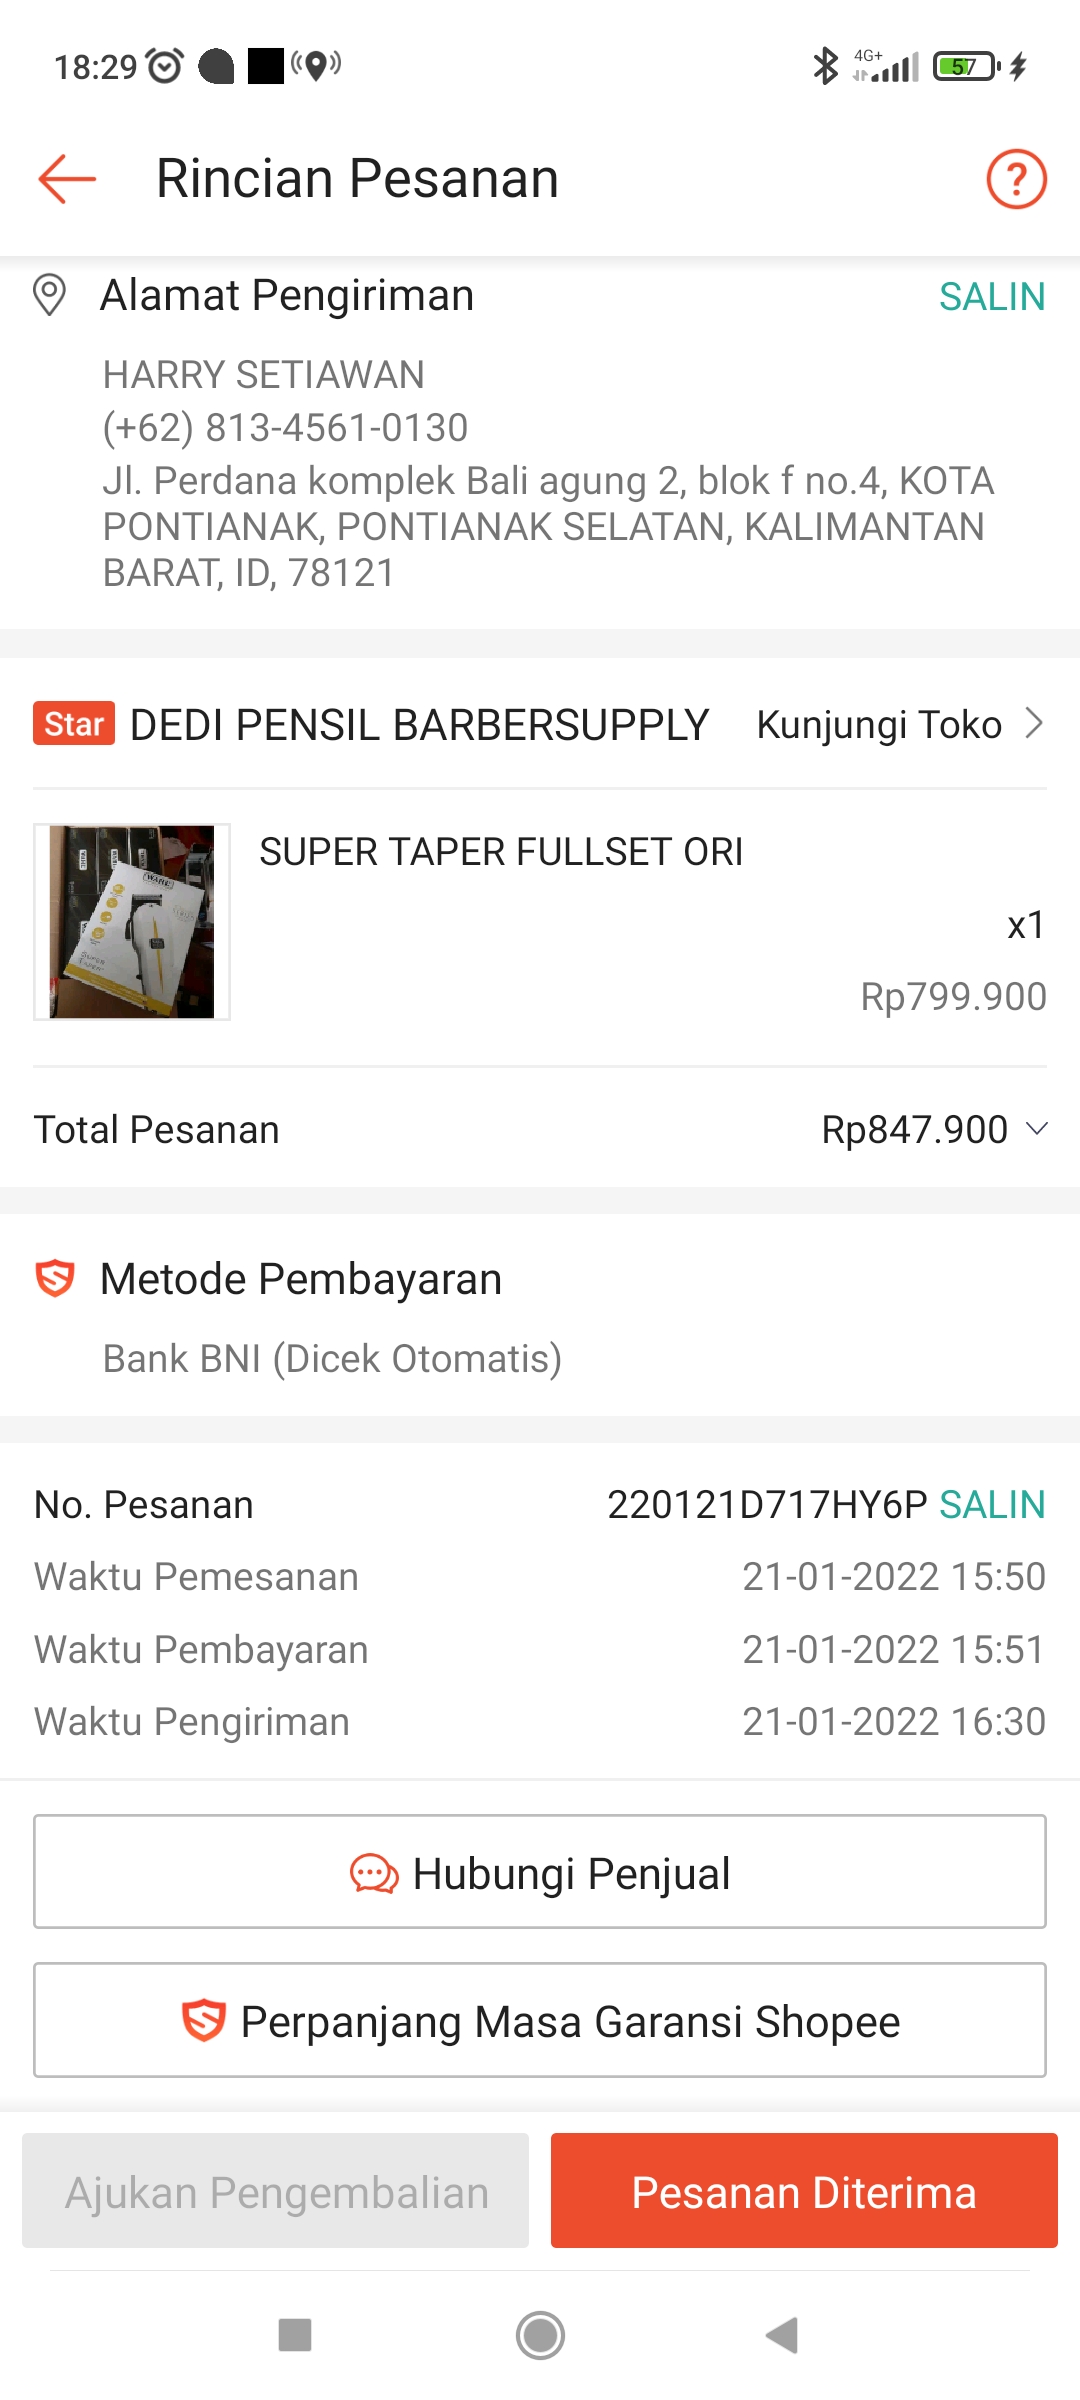 18:29
4G+
57
Rincian Pesanan
?
Alamat Pengiriman
SALIN
HARRY SETIAWAN
(+62) 813-4561-0130
Jl. Perdana komplek Bali agung 2, blok f no.4, KOTA
PONTIANAK, PONTIANAK SELATAN, KALIMANTAN
BARAT, ID, 78121
Star DEDI PENSIL BARBERSUPPLY Kunjungi Toko
SUPER TAPER FULLSET ORI
WAHL
SUPER
TAPER
x1
Rp799.900
Total Pesanan Rp847.900
Metode Pembayaran
Bank BNI (Dicek Otomatis)
No. Pesanan 220121D717HY6P SALIN
Waktu Pemesanan 21-01-2022 15:50
Waktu Pembayaran 21-01-2022 15:51
Waktu Pengiriman 21-01-2022 16:30
Hubungi Penjual
Perpanjang Masa Garansi Shopee
Ajukan Pengembalian
Pesanan Diterima